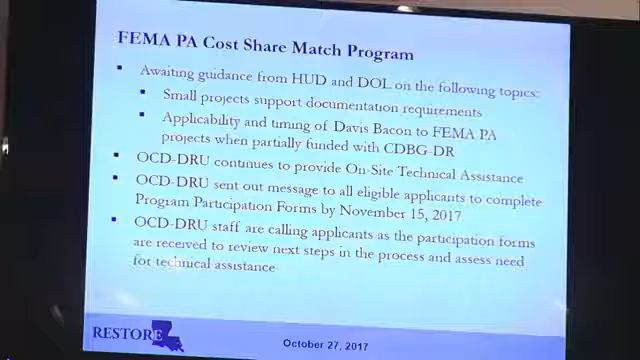 FEMA PA Cost Share Match Program
▪ Awaiting guidance from HUD and DOL on the following topics:
▪ Small projects support documentation requirements
▪ Applicability and timing of Davis Bacon to FEMA PA
projects when partially funded with CDBG-DR
▪ OCD-DRU continues to provide On-Site Technical Assistance
▪ OCD-DRU sent out message to all eligible applicants to complete
Program Participation Forms by November 15, 2017
▪ OCD-DRU staff are calling applicants as the participation forms
are received to review next steps in the process and assess need
for technical assistance
RESTORE
October 27, 2017